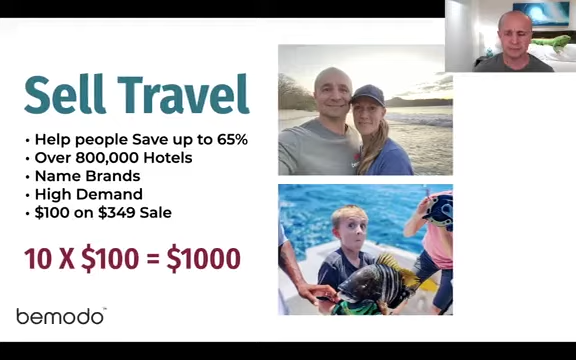 Sell Travel
• Help people Save up to 65%
• Over 800,000 Hotels
• Name Brands
• High Demand
• $100 on $349 Sale
10 X $100 = $1000
bemodo™